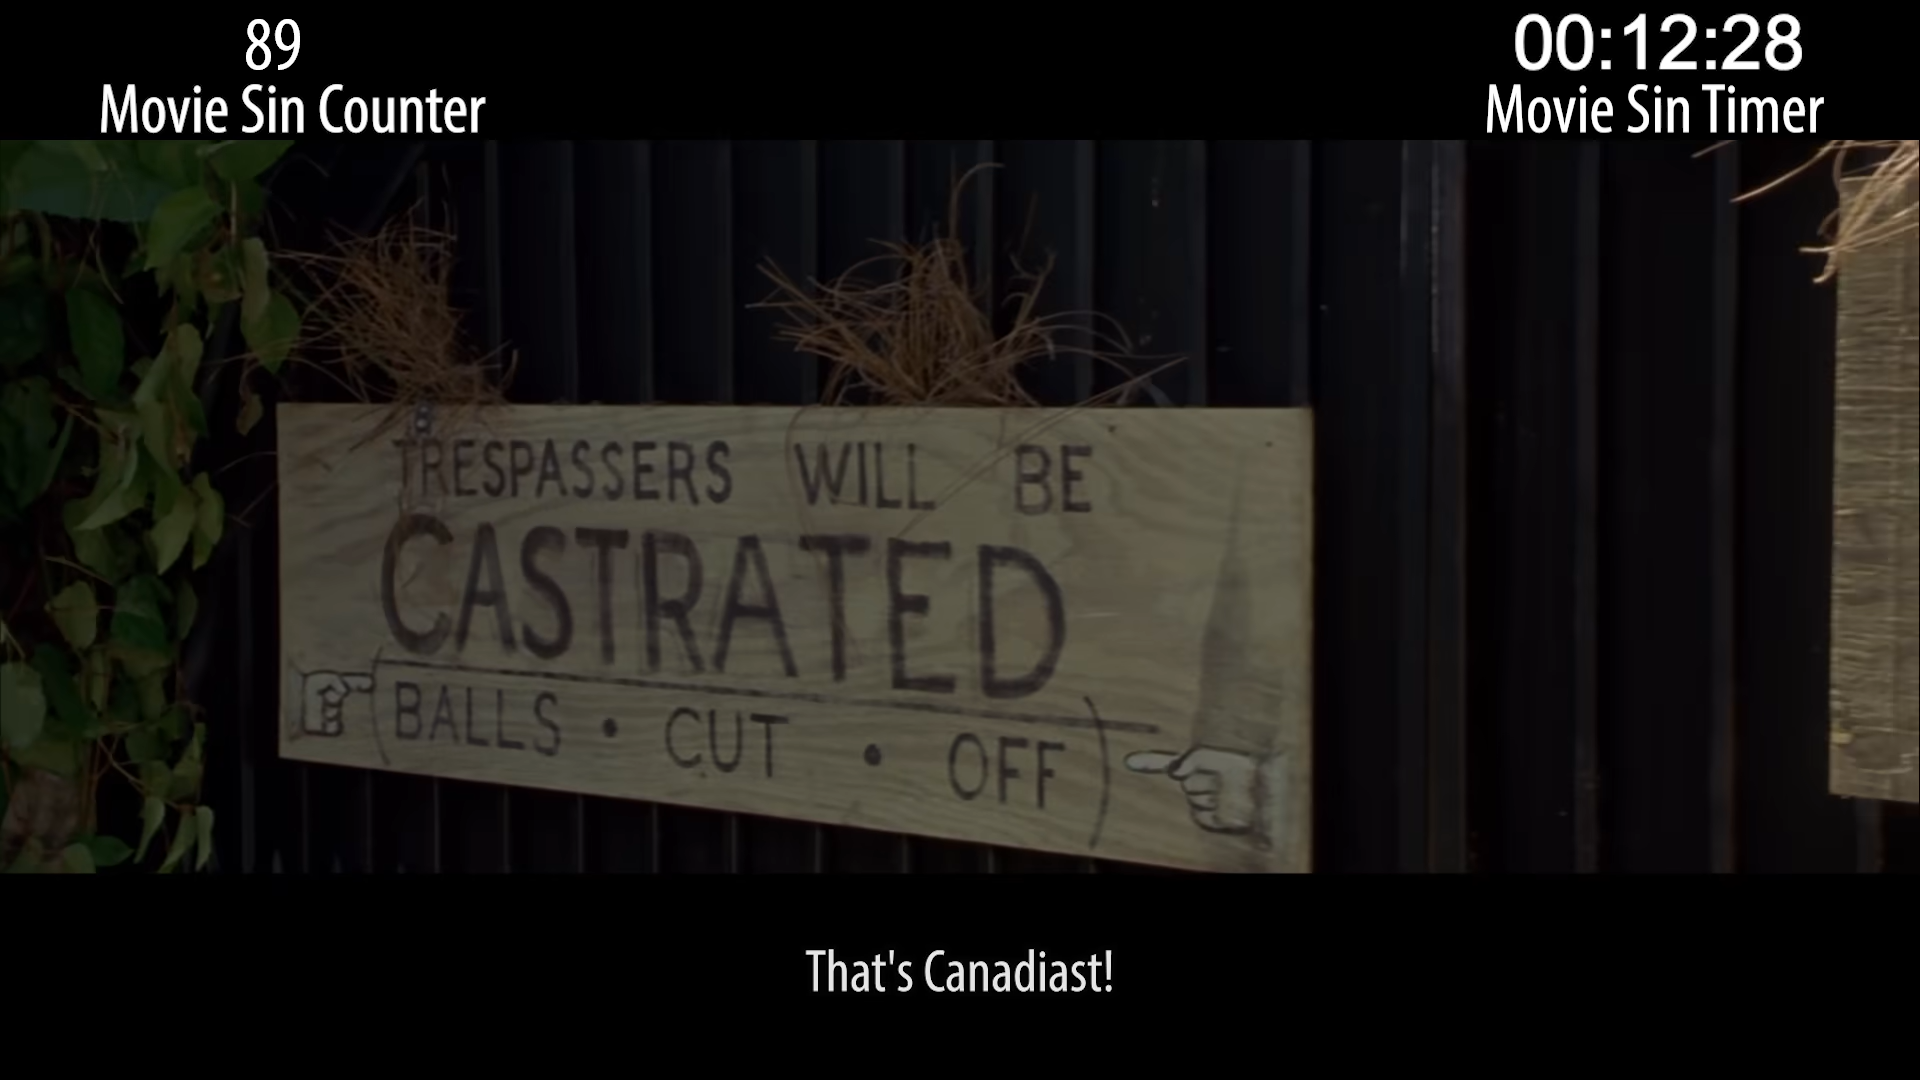 89
Movie Sin Counter
00:12:28
Movie Sin Timer
TRESPASSERS WILL BE
CASTRATED
(BALLS • CUT • OFF)
That's Canadiast!